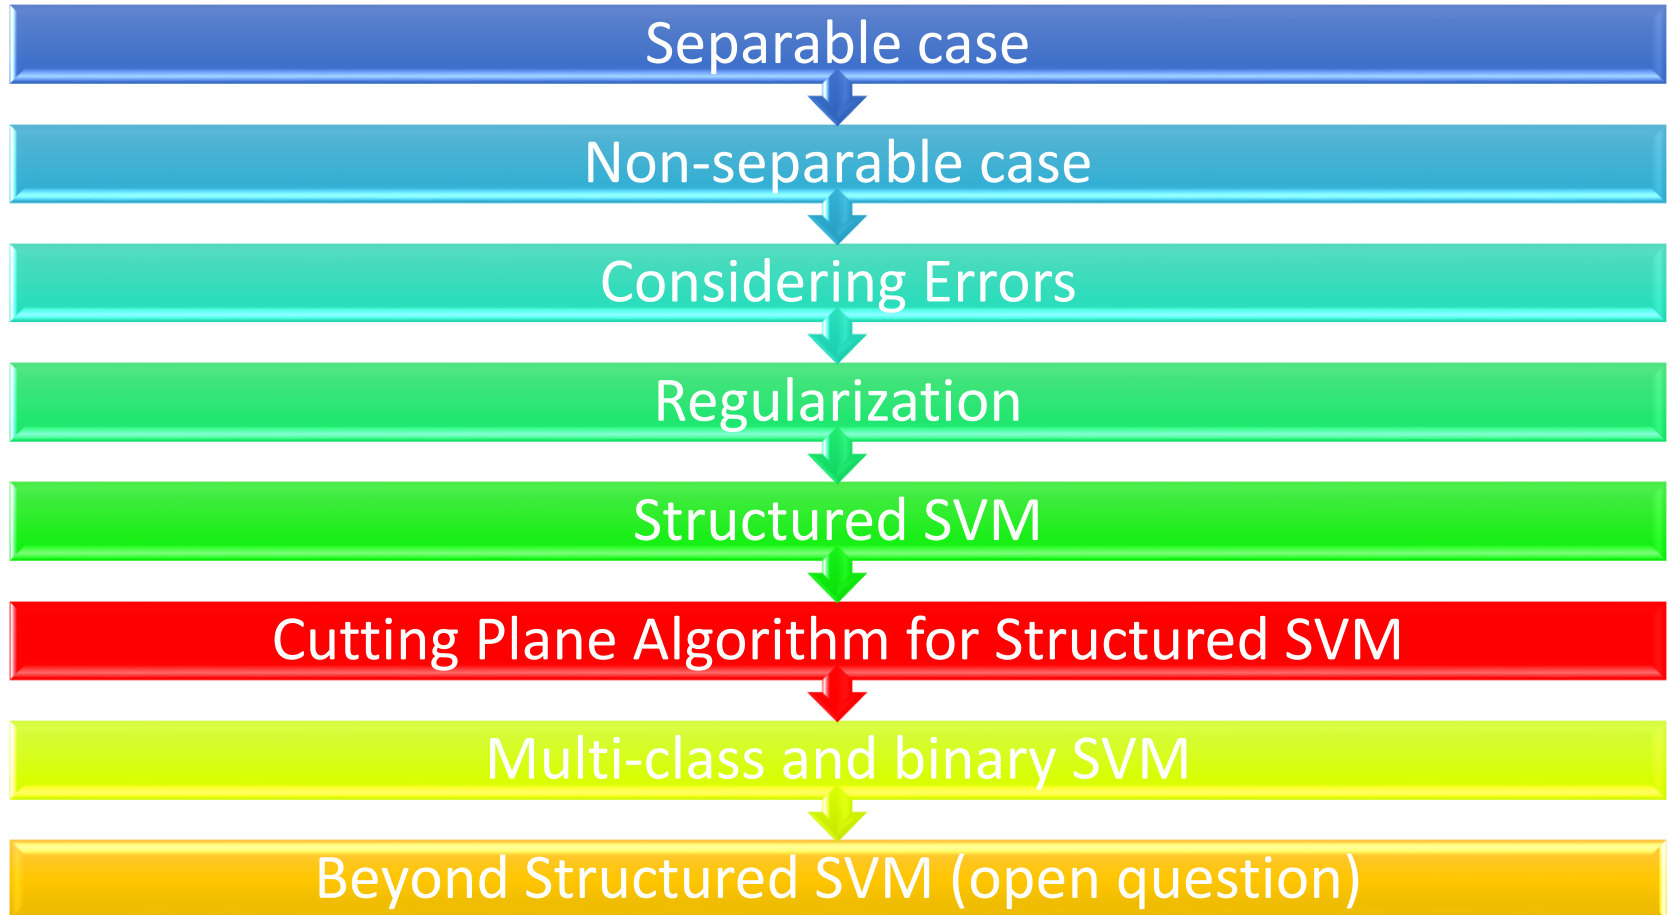 Separable case
Non-separable case
Considering Errors
Regularization
Structured SVM
Cutting Plane Algorithm for Structured SVM
Multi-class and binary SVM
Beyond Structured SVM (open question)